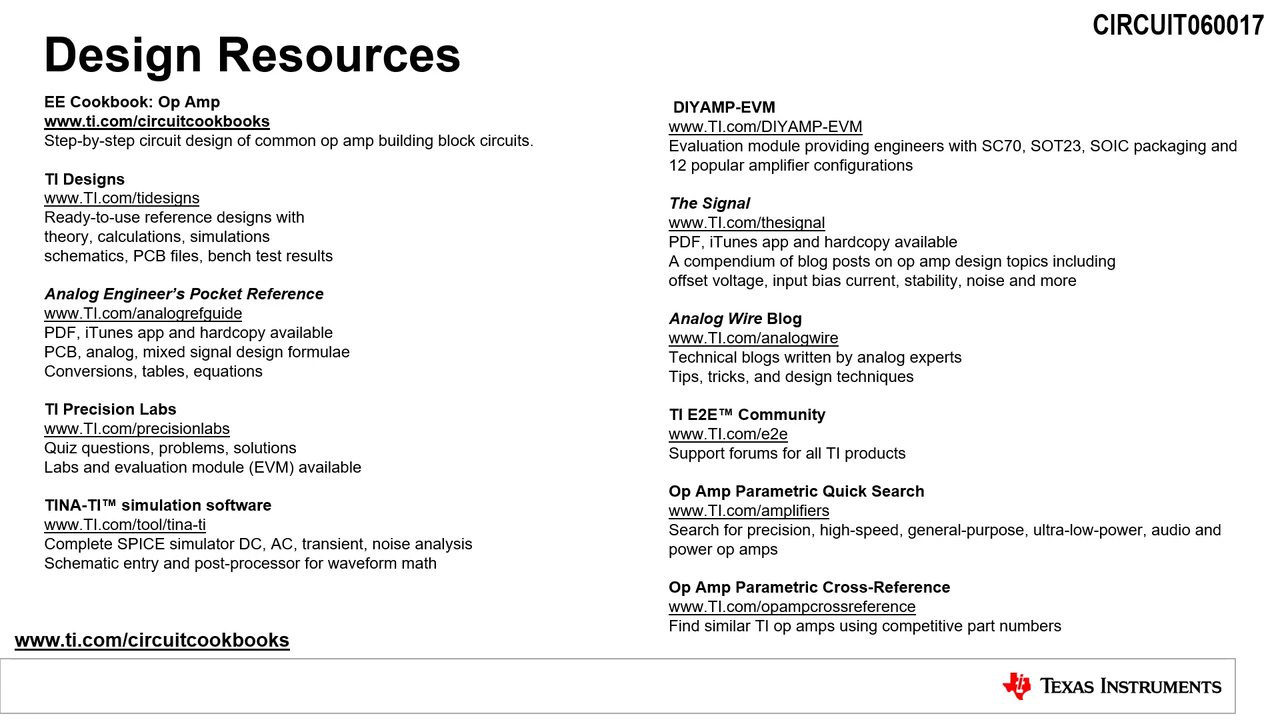 CIRCUIT060017
Design Resources
EE Cookbook: Op Amp
www.ti.com/circuitcookbooks
Step-by-step circuit design of common op amp building block circuits.
TI Designs
www.TI.com/tidesigns
Ready-to-use reference designs with
theory, calculations, simulations
schematics, PCB files, bench test results
Analog Engineer's Pocket Reference
www.TI.com/analogrefguide
PDF, iTunes app and hardcopy available
PCB, analog, mixed signal design formulae
Conversions, tables, equations
TI Precision Labs
www.TI.com/precisionlabs
Quiz questions, problems, solutions
Labs and evaluation module (EVM) available
TINA-TI™ simulation software
www.TI.com/tool/tina-ti
Complete SPICE simulator DC, AC, transient, noise analysis
Schematic entry and post-processor for waveform math
DIYAMP-EVM
www.TI.com/DIYAMP-EVM
Evaluation module providing engineers with SC70, SOT23, SOIC packaging and
12 popular amplifier configurations
The Signal
www.TI.com/thesignal
PDF, iTunes app and hardcopy available
A compendium of blog posts on op amp design topics including
offset voltage, input bias current, stability, noise and more
Analog Wire Blog
www.TI.com/analogwire
Technical blogs written by analog experts
Tips, tricks, and design techniques
TI E2E™ Community
www.TI.com/e2e
Support forums for all TI products
Op Amp Parametric Quick Search
www.TI.com/amplifiers
Search for precision, high-speed, general-purpose, ultra-low-power, audio and
power op amps
Op Amp Parametric Cross-Reference
www.TI.com/opampcrossreference
Find similar TI op amps using competitive part numbers
www.ti.com/circuitcookbooks
TEXAS INSTRUMENTS